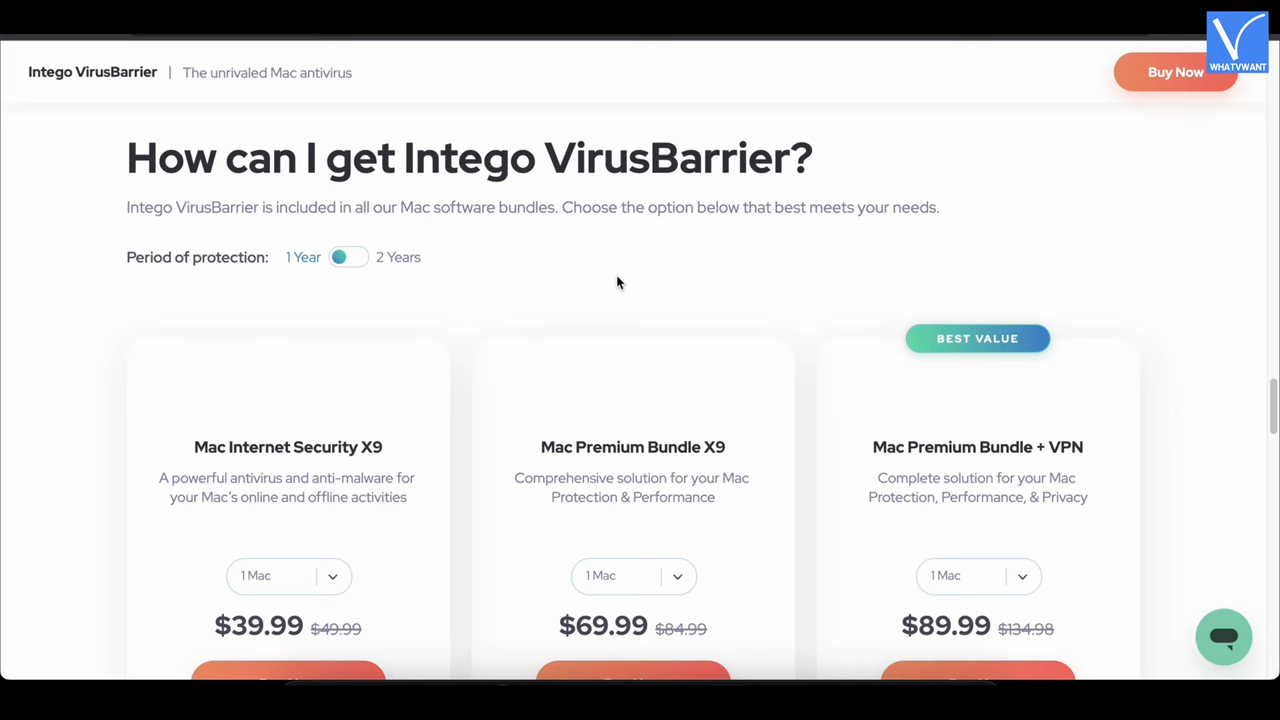 WHATVWANT
Intego VirusBarrier | The unrivaled Mac antivirus
Buy Now
How can I get Intego VirusBarrier?
Intego VirusBarrier is included in all our Mac software bundles. Choose the option below that best meets your needs.
Period of protection: 1 Year 2 Years
BEST VALUE
Mac Internet Security X9
A powerful antivirus and anti-malware for
your Mac’s online and offline activities
1 Mac
$39.99 $49.99
Mac Premium Bundle X9
Comprehensive solution for your Mac
Protection & Performance
1 Mac
$69.99 $84.99
Mac Premium Bundle + VPN
Complete solution for your Mac
Protection, Performance, & Privacy
1 Mac
$89.99 $134.98